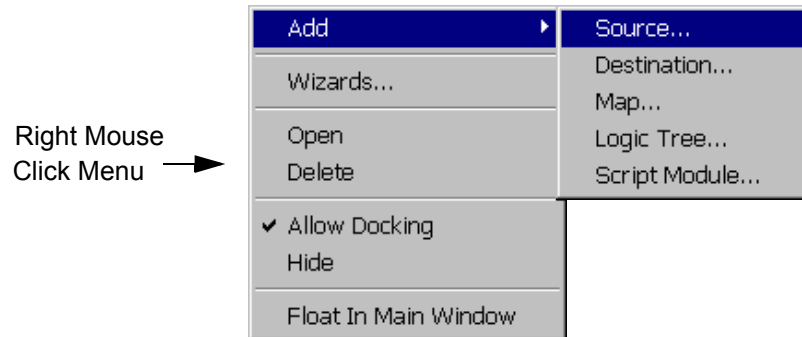 Right Mouse
Click Menu
Add
Wizards...
Open
Delete
Allow Docking
Hide
Float In Main Window
Source...
Destination...
Map...
Logic Tree...
Script Module...